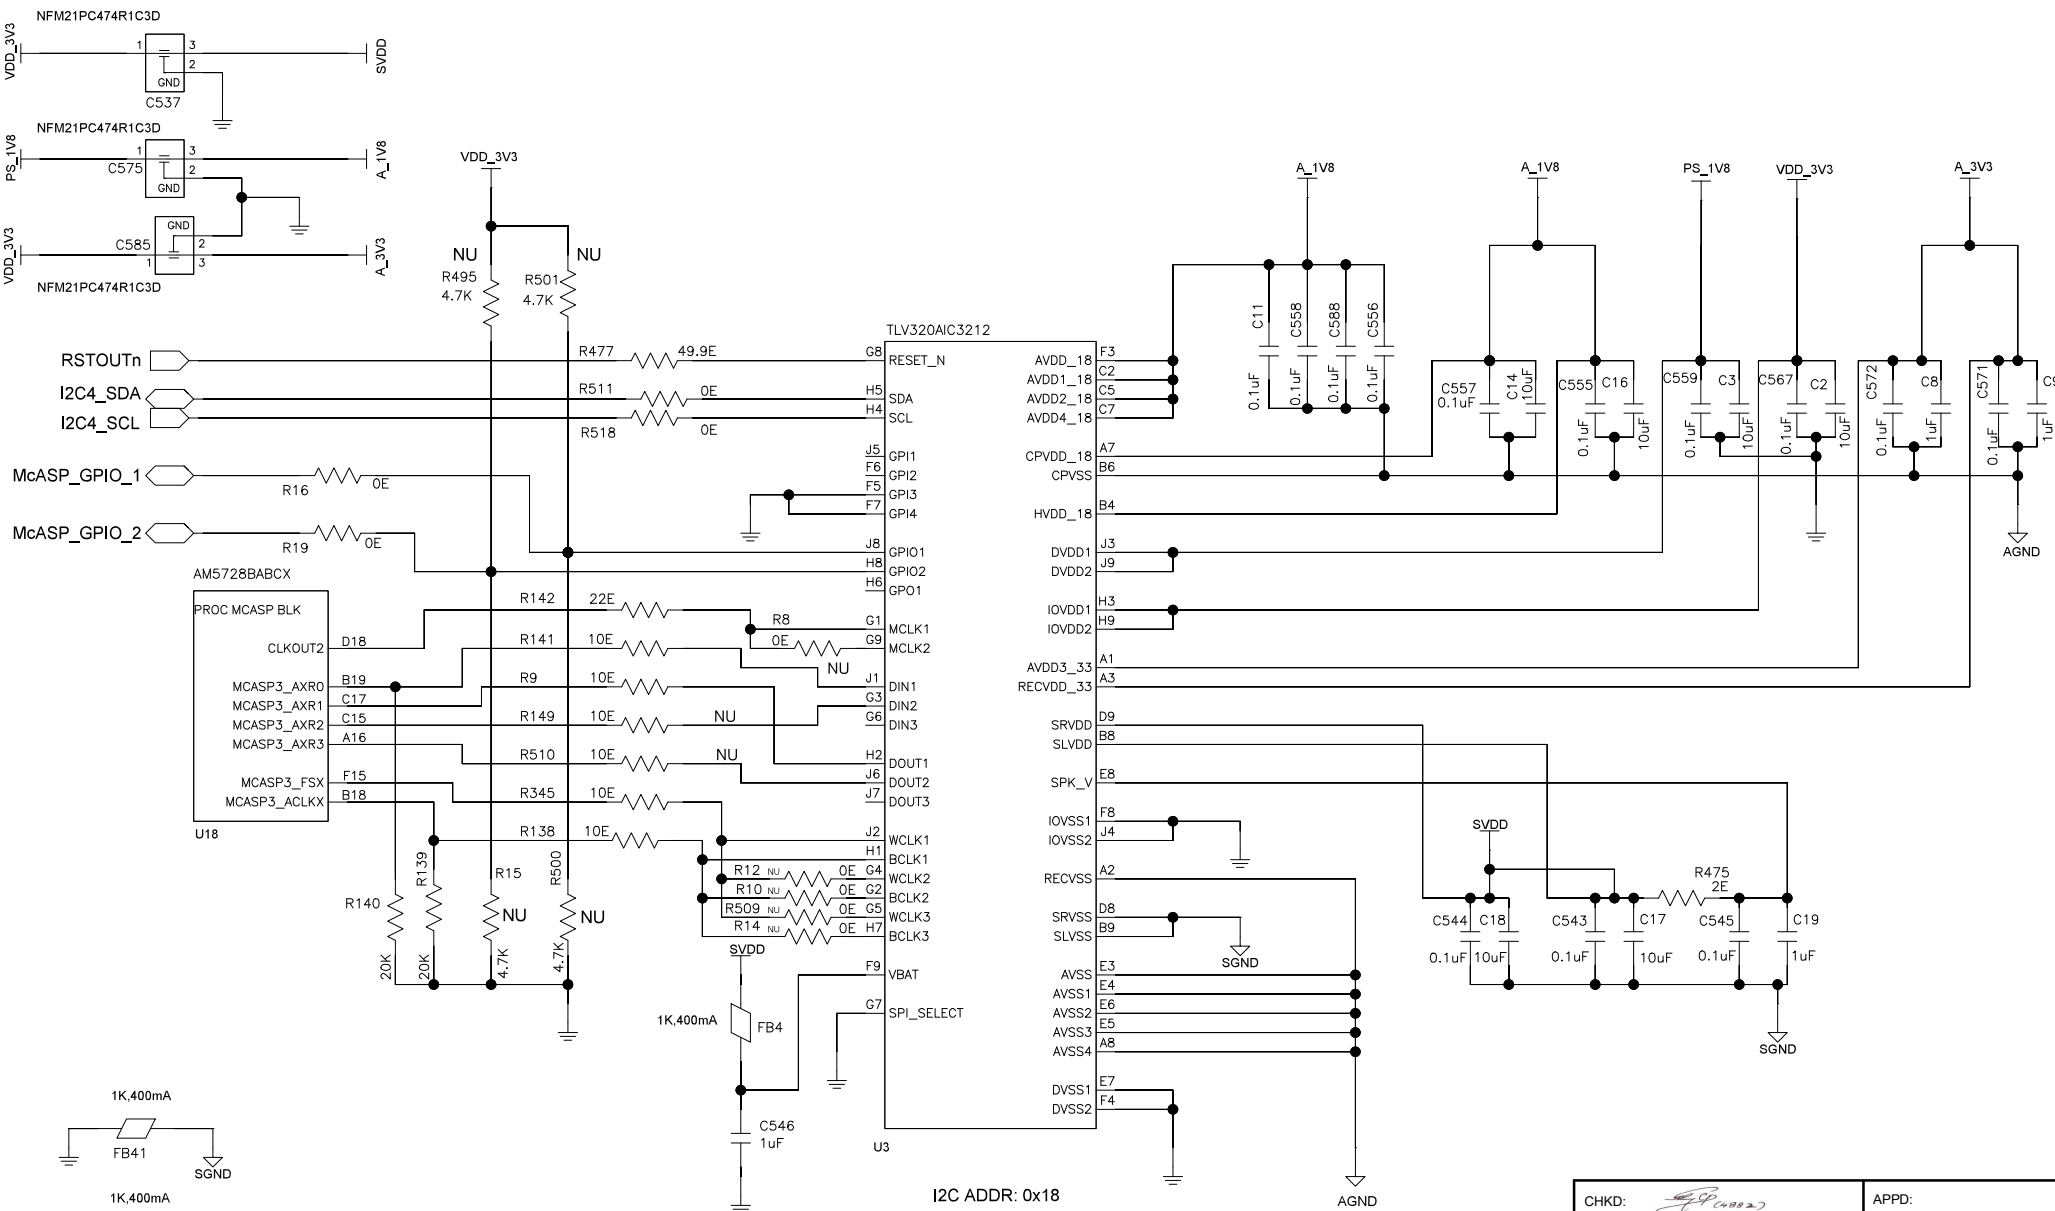 NFM21PC474R1C3D
VDD_3V3
1
3
2
GND
C537
SVDD
NFM21PC474R1C3D
PS_1V8
1
3
2
C575
GND
A_1V8
VDD_3V3
C585
GND
1
2
3
A_3V3
NFM21PC474R1C3D
VDD_3V3
NU
R495
4.7K
NU
R501
4.7K
RSTOUTn
R477
49.9E
I2C4_SDA
R511
0E
I2C4_SCL
R518
0E
McASP_GPIO_1
R16
0E
McASP_GPIO_2
R19
0E
AM5728BABCX
PROC MCASP BLK
CLKOUT2 D18
MCASP3_AXR0 B19
MCASP3_AXR1 C17
MCASP3_AXR2 C15
MCASP3_AXR3 A16
MCASP3_FSX F15
MCASP3_ACLKX B18
U18
R142 22E
R8
0E
NU
R141 10E
R9 10E
R149 10E NU
R510 10E NU
R345 10E
R138 10E
R12 NU 0E
R10 NU 0E
R509 NU 0E
R14 NU 0E
R140
20K
R139
20K
R15
NU
4.7K
R500
NU
4.7K
SVDD
1K,400mA
FB4
C546
1uF
1K,400mA
FB41
SGND
1K,400mA
TLV320AIC3212
G8 RESET_N
H5 SDA
H4 SCL
J5 GPI1
F6 GPI2
F5 GPI3
F7 GPI4
J8 GPIO1
H8 GPIO2
H6 GPO1
G1 MCLK1
G9 MCLK2
J1 DIN1
G3 DIN2
G6 DIN3
H2 DOUT1
J6 DOUT2
J7 DOUT3
J2 WCLK1
H1 BCLK1
G4 WCLK2
G2 BCLK2
G5 WCLK3
H7 BCLK3
F9 VBAT
G7 SPI_SELECT
AVDD_18 F3
AVDD1_18 C2
AVDD2_18 C5
AVDD4_18 C7
CPVDD_18 A7
CPVSS B6
HVDD_18 B4
DVDD1 J3
DVDD2 J9
IOVDD1 H3
IOVDD2 H9
AVDD3_33 A1
RECVDD_33 A3
SRVDD D9
SLVDD B8
SPK_V E8
IOVSS1 F8
IOVSS2 J4
RECVSS A2
SRVSS D8
SLVSS B9
AVSS E3
AVSS1 E4
AVSS2 E6
AVSS3 E5
AVSS4 A8
DVSS1 E7
DVSS2 F4
U3
I2C ADDR: 0x18
A_1V8
C11
0.1uF
C558
0.1uF
C588
0.1uF
C556
0.1uF
A_1V8
C557
0.1uF
C14
10uF
C555
0.1uF
C16
10uF
PS_1V8
C559
0.1uF
C3
10uF
VDD_3V3
C567
0.1uF
C2
10uF
A_3V3
C572
0.1uF
C8
1uF
C571
0.1uF
1uF
AGND
SGND
SVDD
C544
0.1uF
C18
10uF
C543
0.1uF
C17
10uF
R475
2E
C545
0.1uF
C19
1uF
SGND
AGND
CHKD:
APPD: